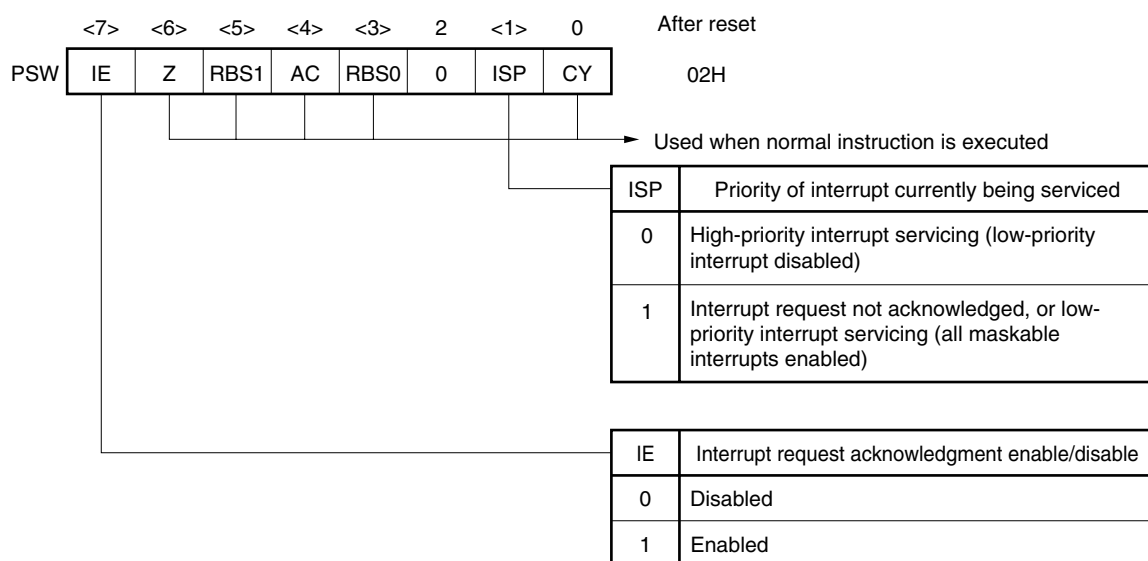 <7> <6> <5> <4> <3> 2 <1> 0 After reset
PSW IE Z RBS1 AC RBS0 0 ISP CY 02H
Used when normal instruction is executed
ISP Priority of interrupt currently being serviced
0 High-priority interrupt servicing (low-priority
interrupt disabled)
1 Interrupt request not acknowledged, or low-
priority interrupt servicing (all maskable
interrupts enabled)
IE Interrupt request acknowledgment enable/disable
0 Disabled
1 Enabled